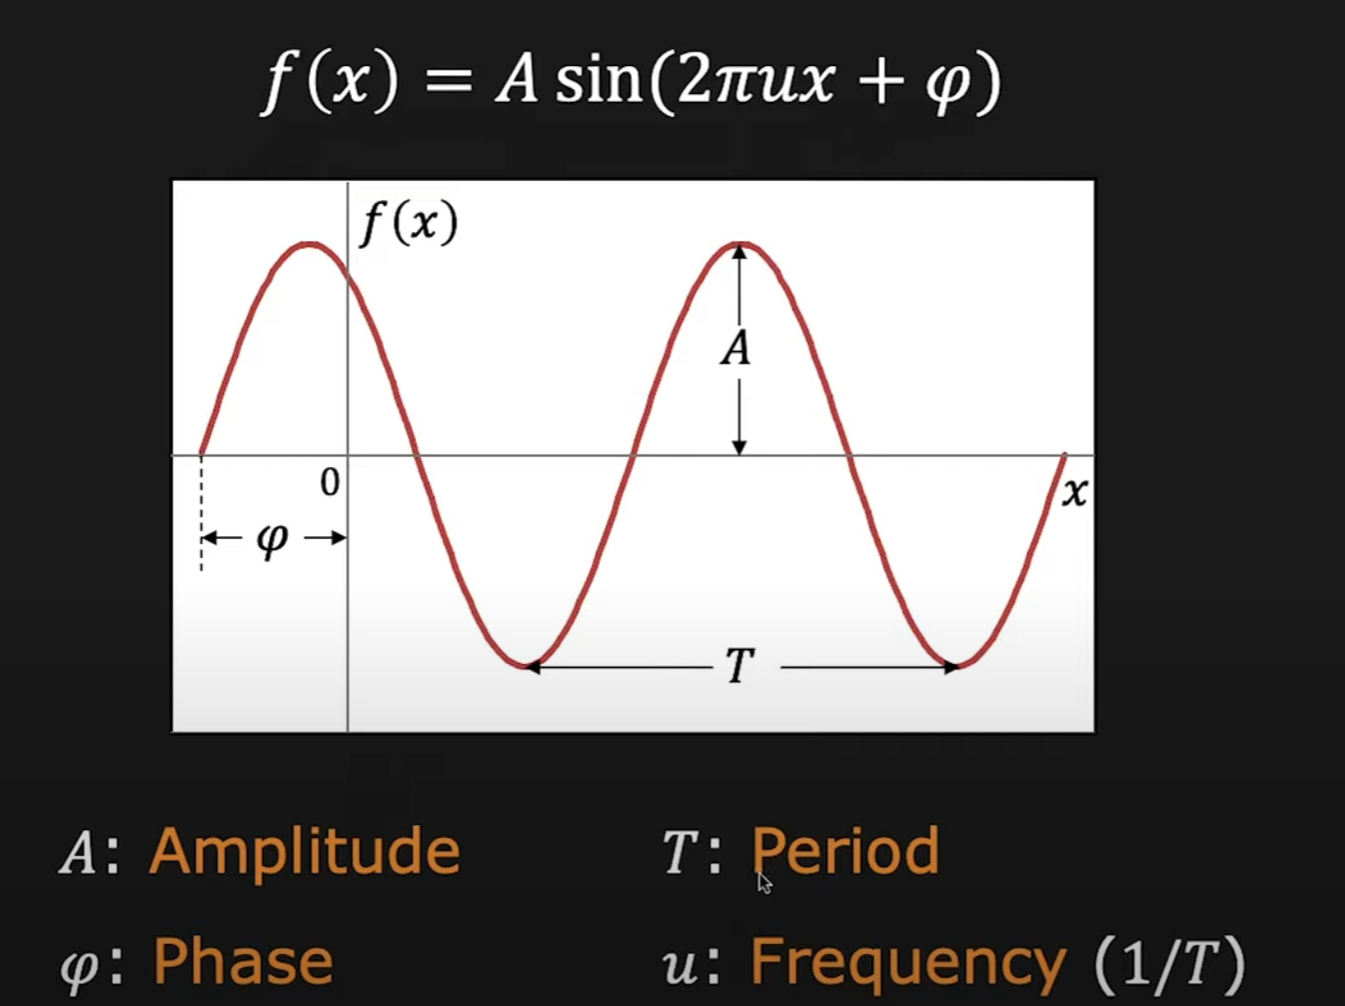 f(x) = A sin(2πux + φ)
f(x)
A
0
x
φ
T
A: Amplitude
T: Period
φ: Phase
u: Frequency (1/T)